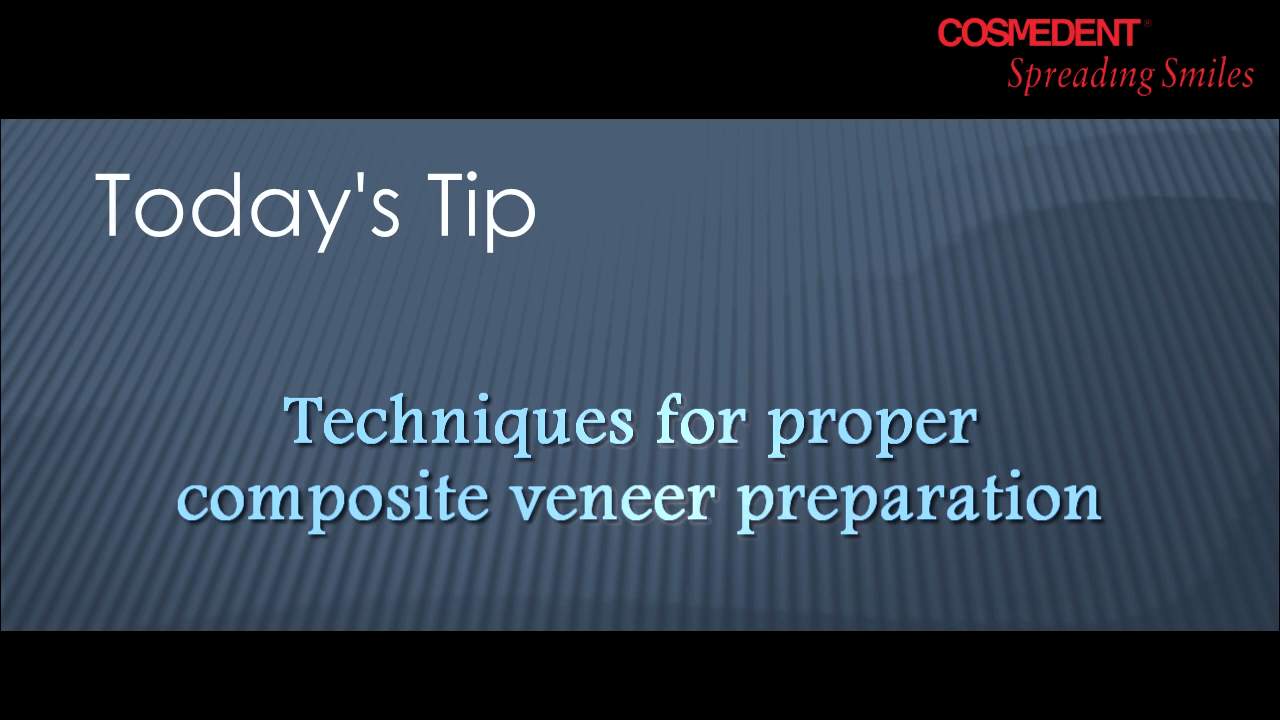 COSMEDENT®
Spreading Smiles
Today's Tip
Techniques for proper
composite veneer preparation